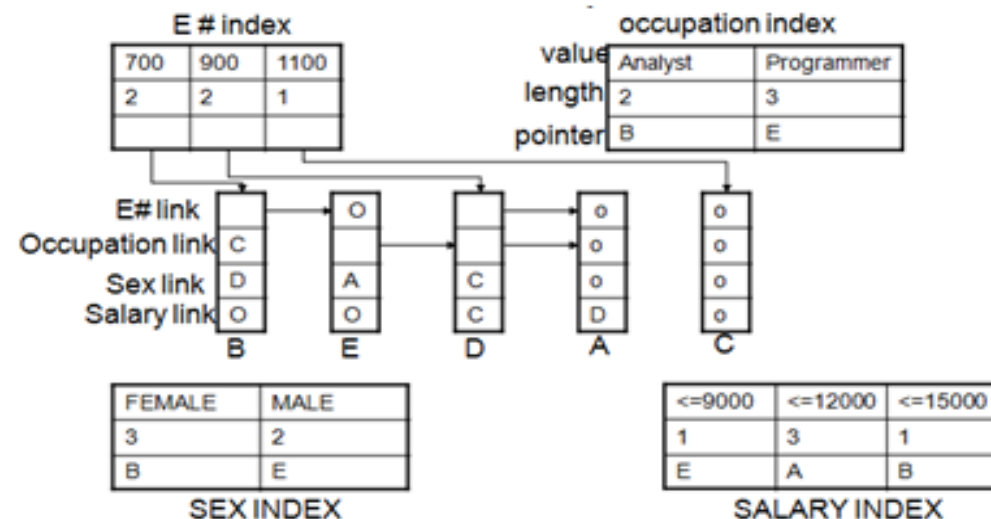 E # index
occupation index
700 900 1100
value Analyst Programmer
2 2 1
length 2 3
pointer B E
E# link O o o
Occupation link C o o
Sex link D A C o o
Salary link O O C D o
B E D A C
FEMALE MALE
<=9000 <=12000 <=15000
3 2
1 3 1
B E
E A B
SEX INDEX
SALARY INDEX